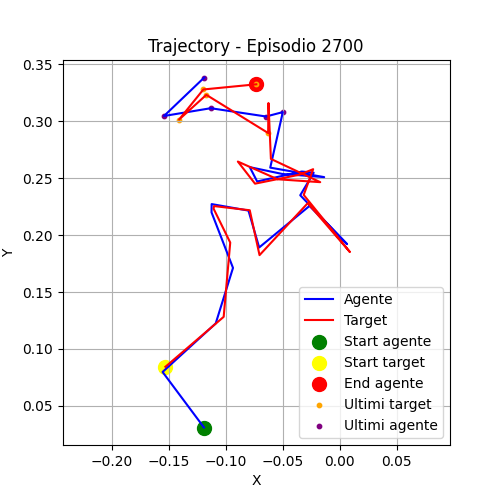 Trajectory - Episodio 2700
0.35
0.30
0.25
0.20
0.15
0.10
0.05
Y
−0.20
−0.15
−0.10
−0.05
0.00
0.05
X
Agente
Target
Start agente
Start target
End agente
Ultimi target
Ultimi agente